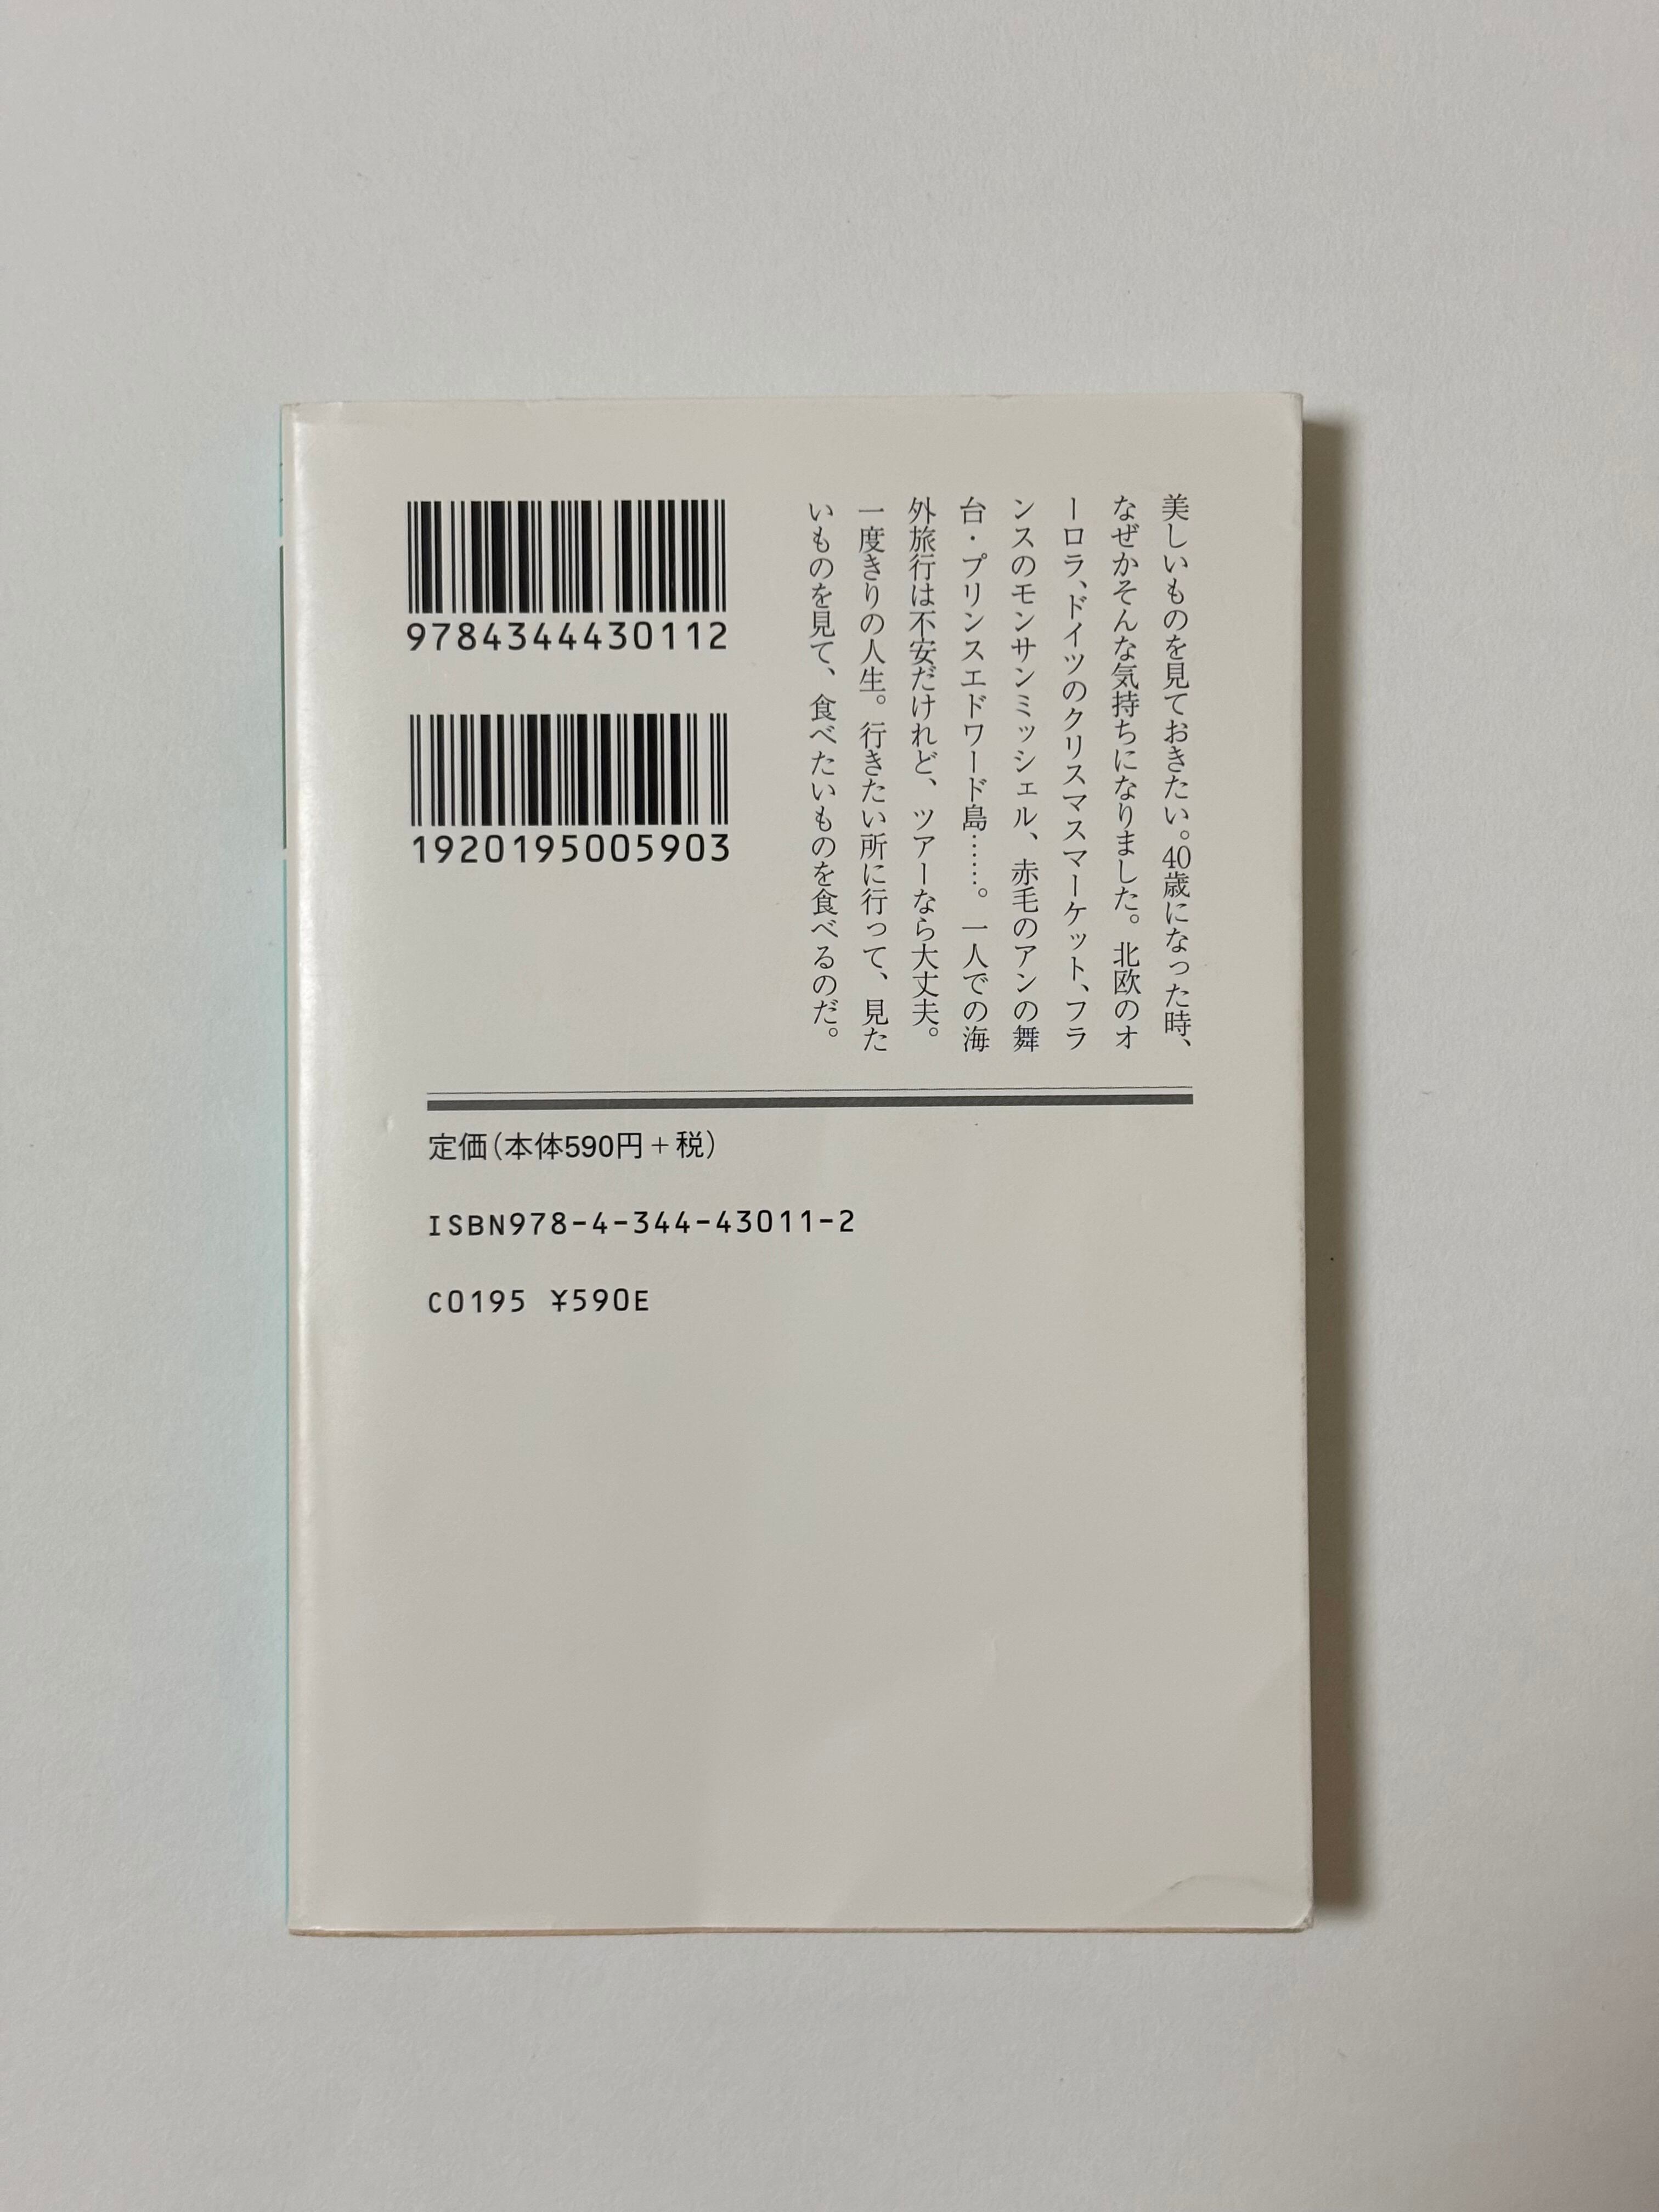 美しいものを見ておきたい。40歳になった時、
なぜかそんな気持ちになりました。北欧のオ
ーロラ、ドイツのクリスマスマーケット、フラ
ンスのモンサンミッシェル、赤毛のアンの舞
台・プリンスエドワード島……。一人での海
外旅行は不安だけれど、ツアーなら大丈夫。
一度きりの人生。行きたい所に行って、見た
いものを見て、食べたいものを食べるのだ。
9784344430112
1920195005903
定価(本体590円+税)
ISBN978-4-344-43011-2
C0195 ¥590E